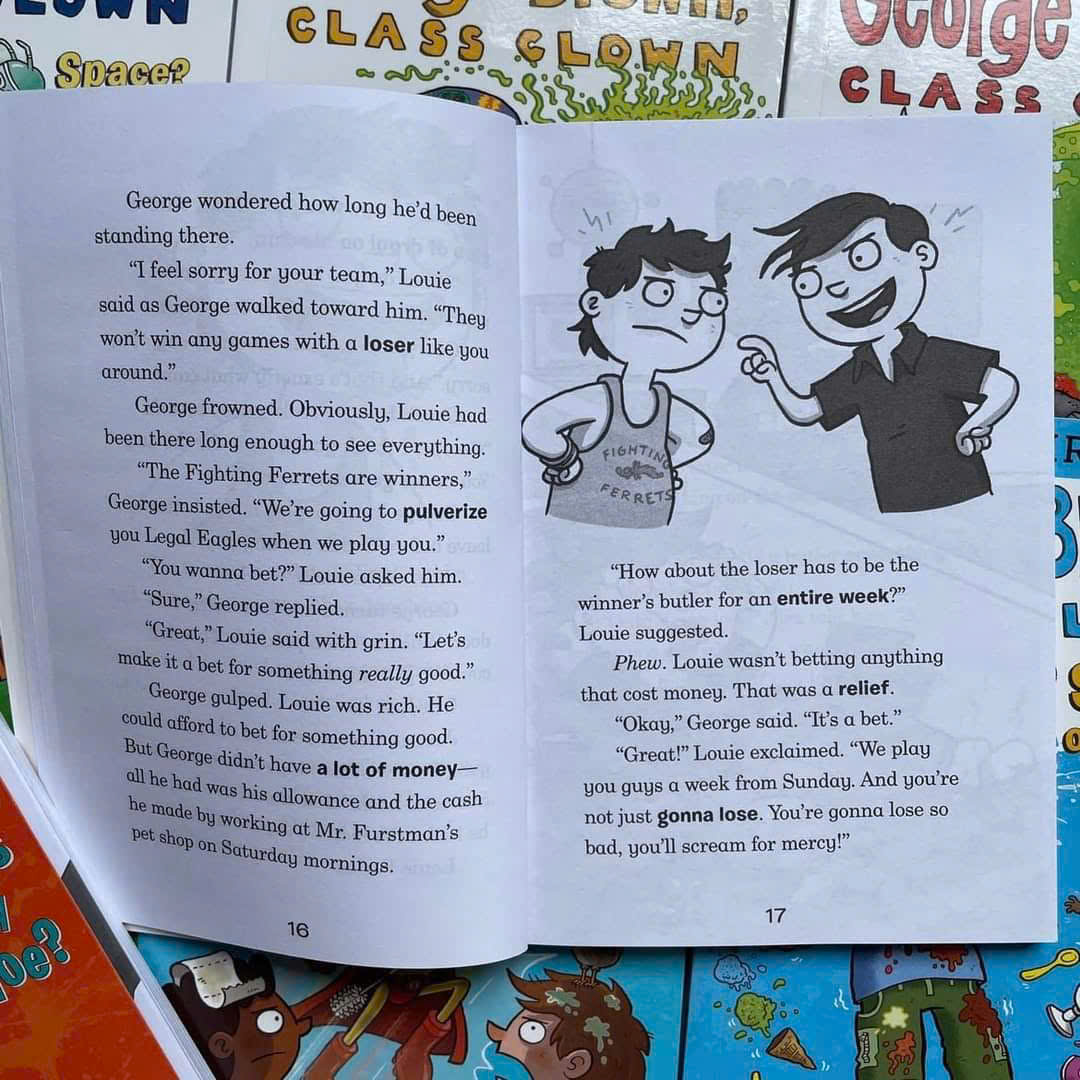 Space?
CLASS CLOWN
George
CLASS
George wondered how long he’d been
standing there.
“I feel sorry for your team,” Louie
said as George walked toward him. “They
won’t win any games with a loser like you
around.”
George frowned. Obviously, Louie had
been there long enough to see everything.
“The Fighting Ferrets are winners,”
George insisted. “We’re going to pulverize
you Legal Eagles when we play you.”
“You wanna bet?” Louie asked him.
“Sure,” George replied.
“Great,” Louie said with grin. “Let’s
make it a bet for something really good.”
George gulped. Louie was rich. He
could afford to bet for something good.
But George didn’t have a lot of money—
all he had was his allowance and the cash
he made by working at Mr. Furstman’s
pet shop on Saturday mornings.
16
FIGHTING
FERRETS
“How about the loser has to be the
winner’s butler for an entire week?”
Louie suggested.
Phew. Louie wasn’t betting anything
that cost money. That was a relief.
“Okay,” George said. “It’s a bet.”
“Great!” Louie exclaimed. “We play
you guys a week from Sunday. And you’re
not just gonna lose. You’re gonna lose so
bad, you’ll scream for mercy!”
17